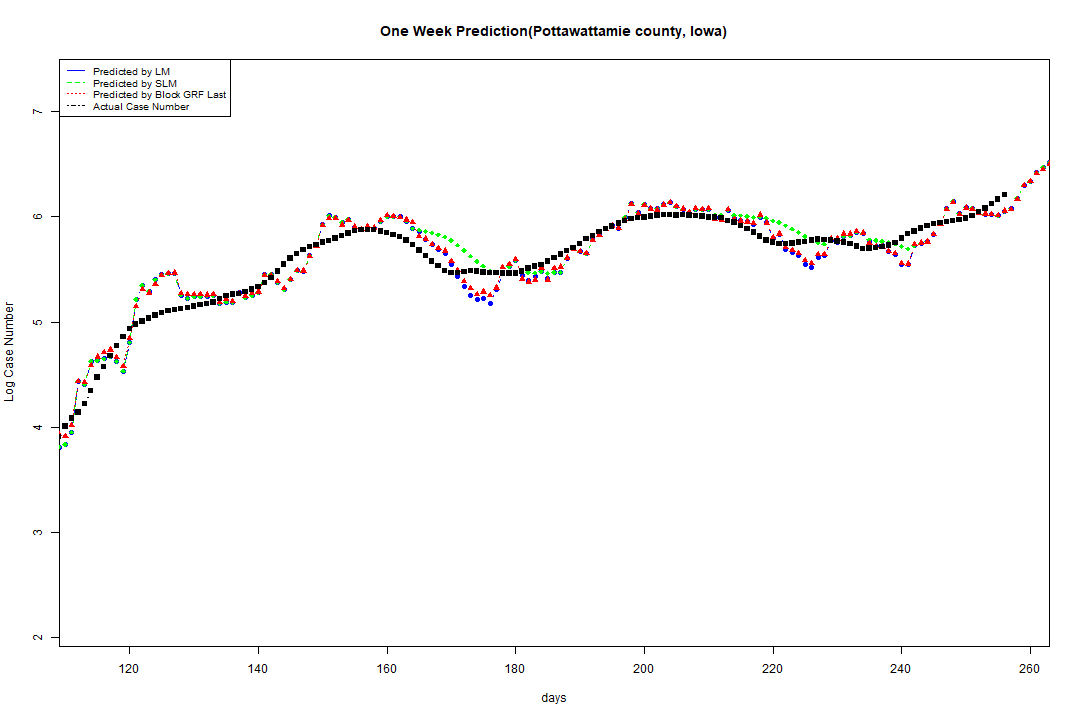 One Week Prediction(Pottawattamie county, Iowa)
Predicted by LM
Predicted by SLM
Predicted by Block GRF Last
Actual Case Number
Log Case Number
7
6
5
4
3
2
120 140 160 180 200 220 240 260
days